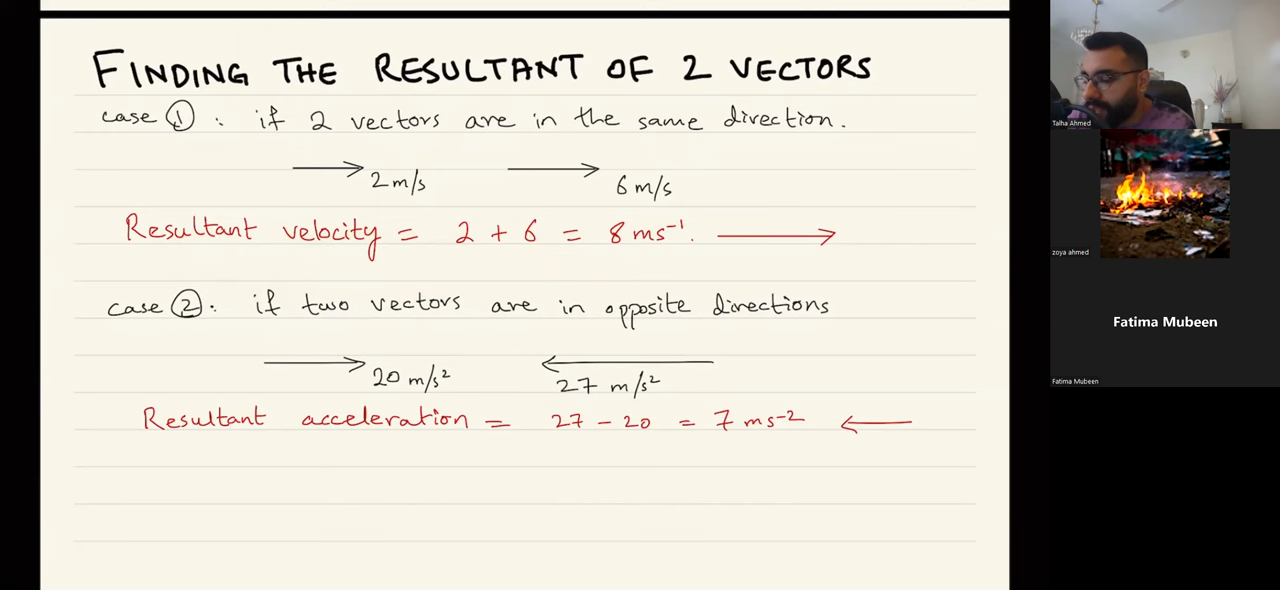 FINDING THE RESULTANT OF 2 VECTORS
case ①: if 2 vectors are in the same direction.
2 m/s 6 m/s
Resultant velocity = 2 + 6 = 8 ms⁻¹.
case ②: if two vectors are in opposite directions
20 m/s² 27 m/s²
Resultant acceleration = 27 – 20 = 7 ms⁻²
Talha Ahmed
zoya ahmed
Fatima Mubeen
Fatima Mubeen